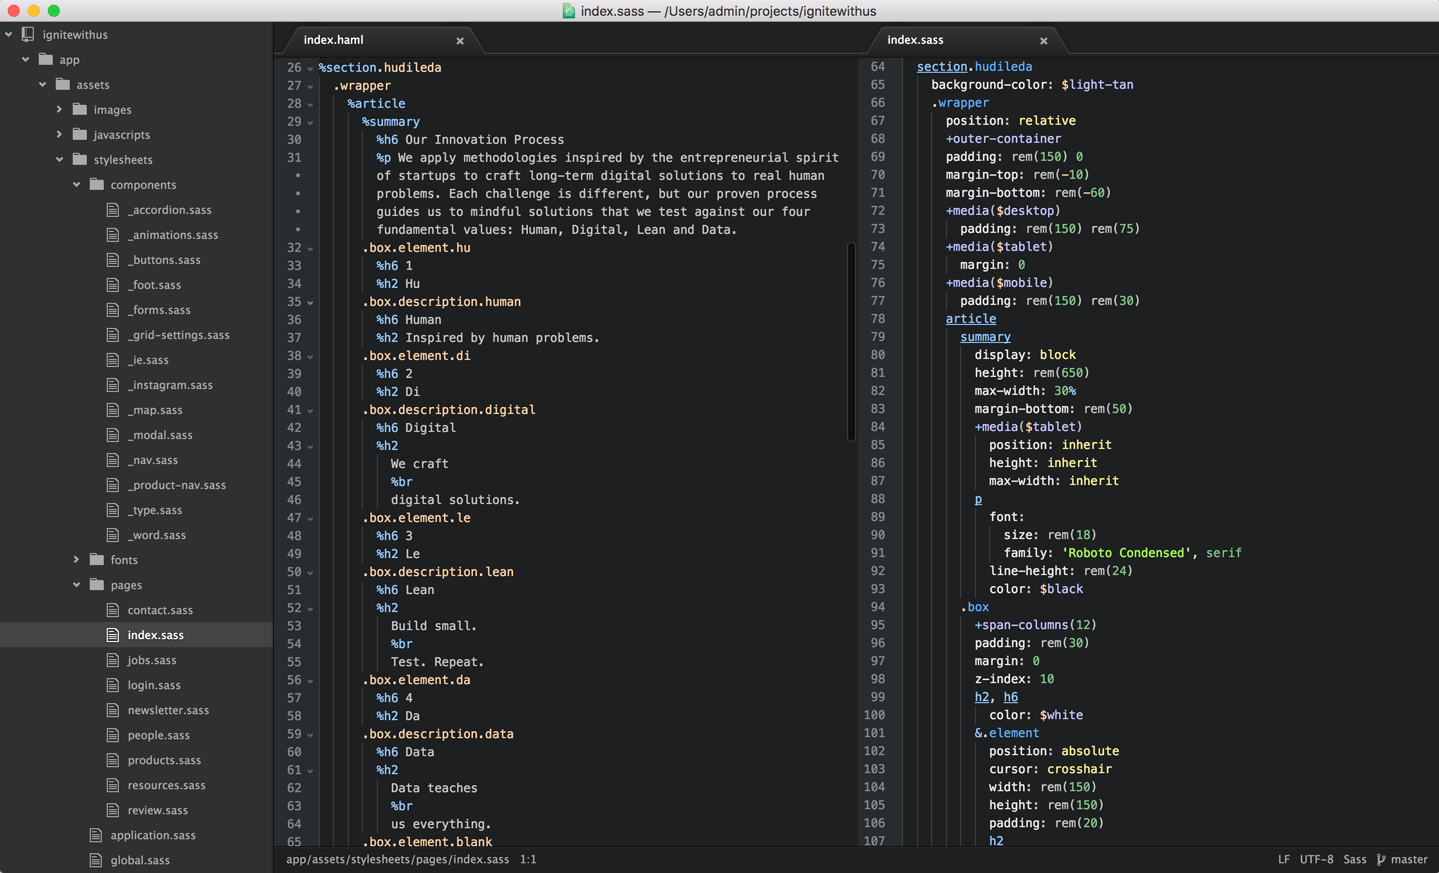 index.sass — /Users/admin/projects/ignitewithus
ignitewithus
app
assets
images
javascripts
stylesheets
components
_accordion.sass
_animations.sass
_buttons.sass
_foot.sass
_forms.sass
_grid-settings.sass
_ie.sass
_instagram.sass
_map.sass
_modal.sass
_nav.sass
_product-nav.sass
_type.sass
_word.sass
fonts
pages
contact.sass
index.sass
jobs.sass
login.sass
newsletter.sass
people.sass
products.sass
resources.sass
review.sass
application.sass
global.sass
index.haml
26 %section.hudileda
27 .wrapper
28 %article
29 %summary
30 %h6 Our Innovation Process
31 %p We apply methodologies inspired by the entrepreneurial spirit
• of startups to craft long-term digital solutions to real human
• problems. Each challenge is different, but our proven process
• guides us to mindful solutions that we test against our four
• fundamental values: Human, Digital, Lean and Data.
32 .box.element.hu
33 %h6 1
34 %h2 Hu
35 .box.description.human
36 %h6 Human
37 %h2 Inspired by human problems.
38 .box.element.di
39 %h6 2
40 %h2 Di
41 .box.description.digital
42 %h6 Digital
43 %h2
44 We craft
45 %br
46 digital solutions.
47 .box.element.le
48 %h6 3
49 %h2 Le
50 .box.description.lean
51 %h6 Lean
52 %h2
53 Build small.
54 %br
55 Test. Repeat.
56 .box.element.da
57 %h6 4
58 %h2 Da
59 .box.description.data
60 %h6 Data
61 %h2
62 Data teaches
63 %br
64 us everything.
65 .box.element.blank
index.sass
64 section.hudileda
65 background-color: $light-tan
66 .wrapper
67 position: relative
68 +outer-container
69 padding: rem(150) 0
70 margin-top: rem(-10)
71 margin-bottom: rem(-60)
72 +media($desktop)
73 padding: rem(150) rem(75)
74 +media($tablet)
75 margin: 0
76 +media($mobile)
77 padding: rem(150) rem(30)
78 article
79 summary
80 display: block
81 height: rem(650)
82 max-width: 30%
83 margin-bottom: rem(50)
84 +media($tablet)
85 position: inherit
86 height: inherit
87 max-width: inherit
88 p
89 font:
90 size: rem(18)
91 family: 'Roboto Condensed', serif
92 line-height: rem(24)
93 color: $black
94 .box
95 +span-columns(12)
96 padding: rem(30)
97 margin: 0
98 z-index: 10
99 h2, h6
100 color: $white
101 &.element
102 position: absolute
103 cursor: crosshair
104 width: rem(150)
105 height: rem(150)
106 padding: rem(20)
107 h2
app/assets/stylesheets/pages/index.sass 1:1
LF UTF-8 Sass master